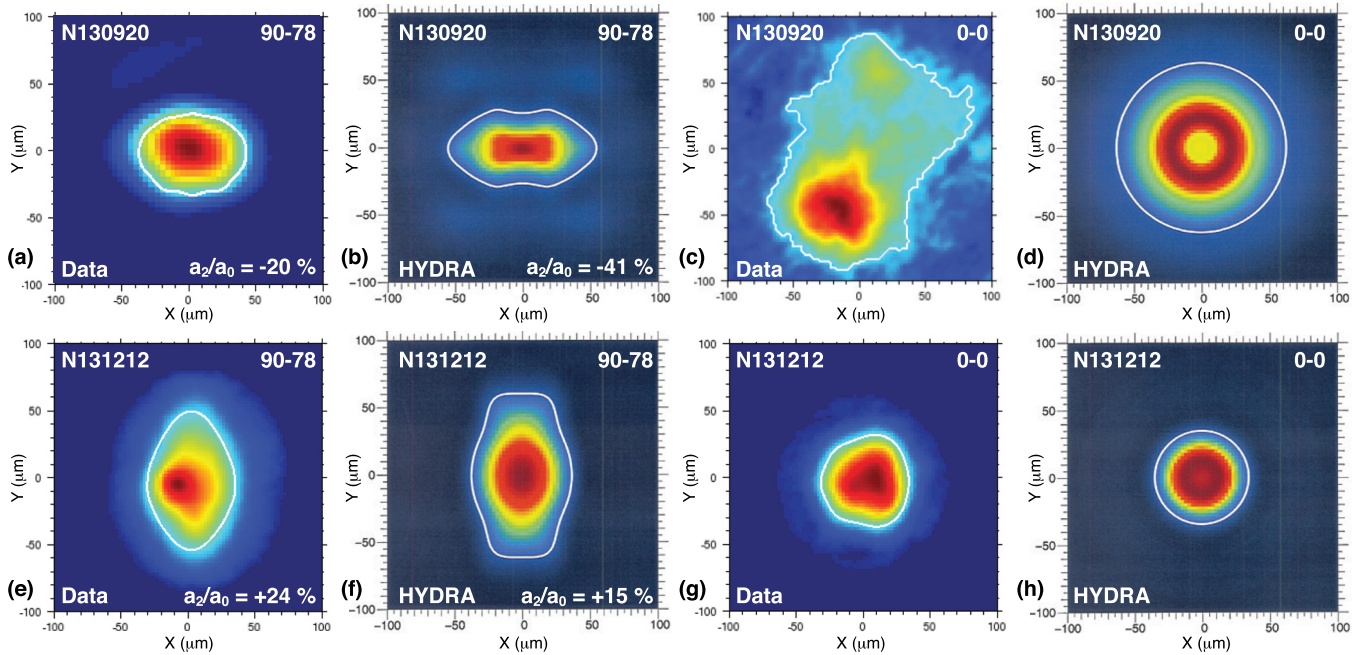 N130920 90-78
(a) Data a₂/a₀ = -20 %
100
50
0
-50
-100
Y (μm)
-100 -50 0 50 100
X (μm)
N130920 90-78
(b) HYDRA a₂/a₀ = -41 %
100
50
0
−50
−100
Y (μm)
−100 −50 0 50 100
X (μm)
N130920 0-0
(c) Data
100
50
0
-50
-100
Y (μm)
-100 -50 0 50 100
X (μm)
N130920 0-0
(d) HYDRA
100
50
0
−50
−100
Y (μm)
−100 −50 0 50 100
X (μm)
N131212 90-78
(e) Data a₂/a₀ = +24 %
100
50
0
-50
-100
Y (μm)
-100 -50 0 50 100
X (μm)
N131212 90-78
(f) HYDRA a₂/a₀ = +15 %
100
50
0
−50
−100
Y (μm)
−100 −50 0 50 100
X (μm)
N131212 0-0
(g) Data
100
50
0
-50
-100
Y (μm)
-100 -50 0 50 100
X (μm)
N131212 0-0
(h) HYDRA
100
50
0
−50
−100
Y (μm)
−100 −50 0 50 100
X (μm)